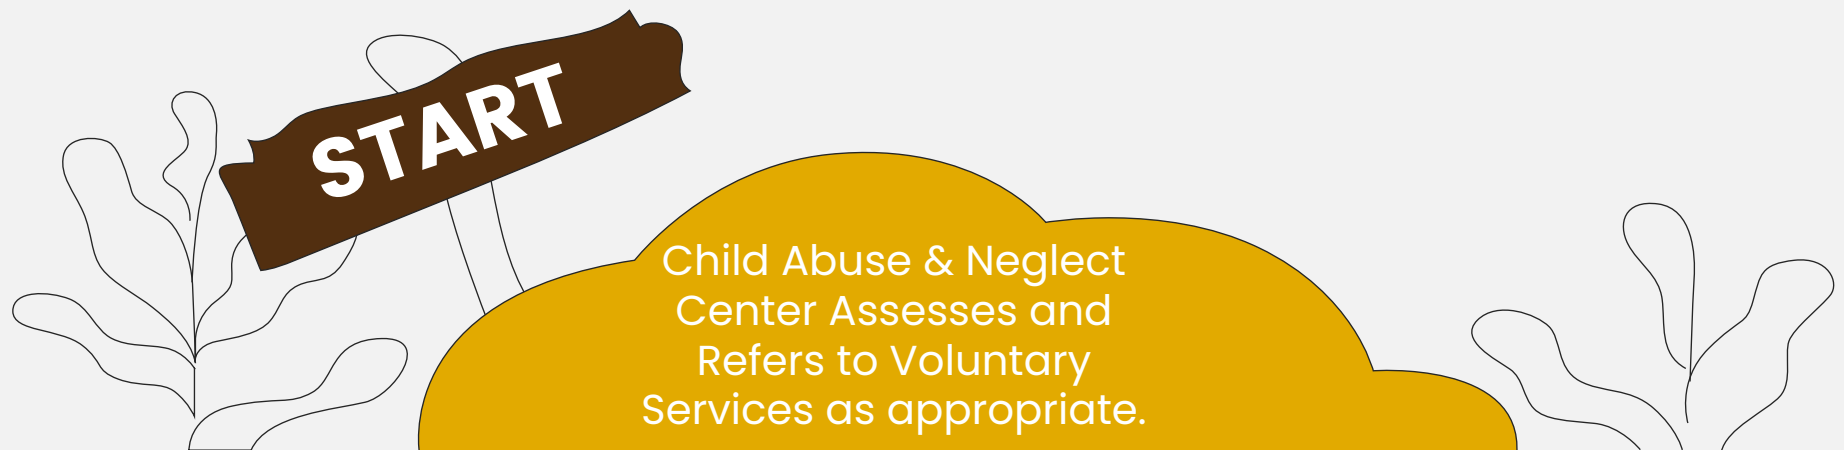 START
Child Abuse & Neglect
Center Assesses and
Refers to Voluntary
Services as appropriate.